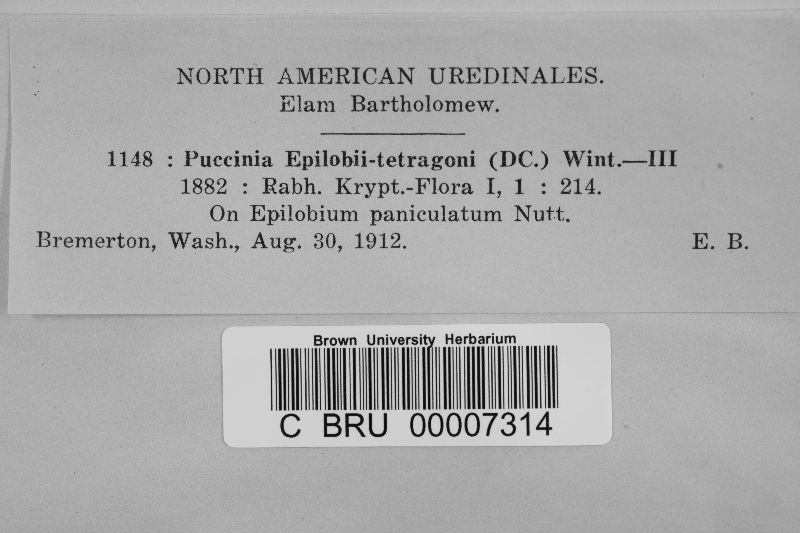 NORTH AMERICAN UREDINALES.
Elam Bartholomew.
1148 : Puccinia Epilobii-tetragoni (DC.) Wint.—III
1882 : Rabh. Krypt.-Flora I, 1 : 214.
On Epilobium paniculatum Nutt.
Bremerton, Wash., Aug. 30, 1912. E. B.
Brown University Herbarium
C BRU 00007314